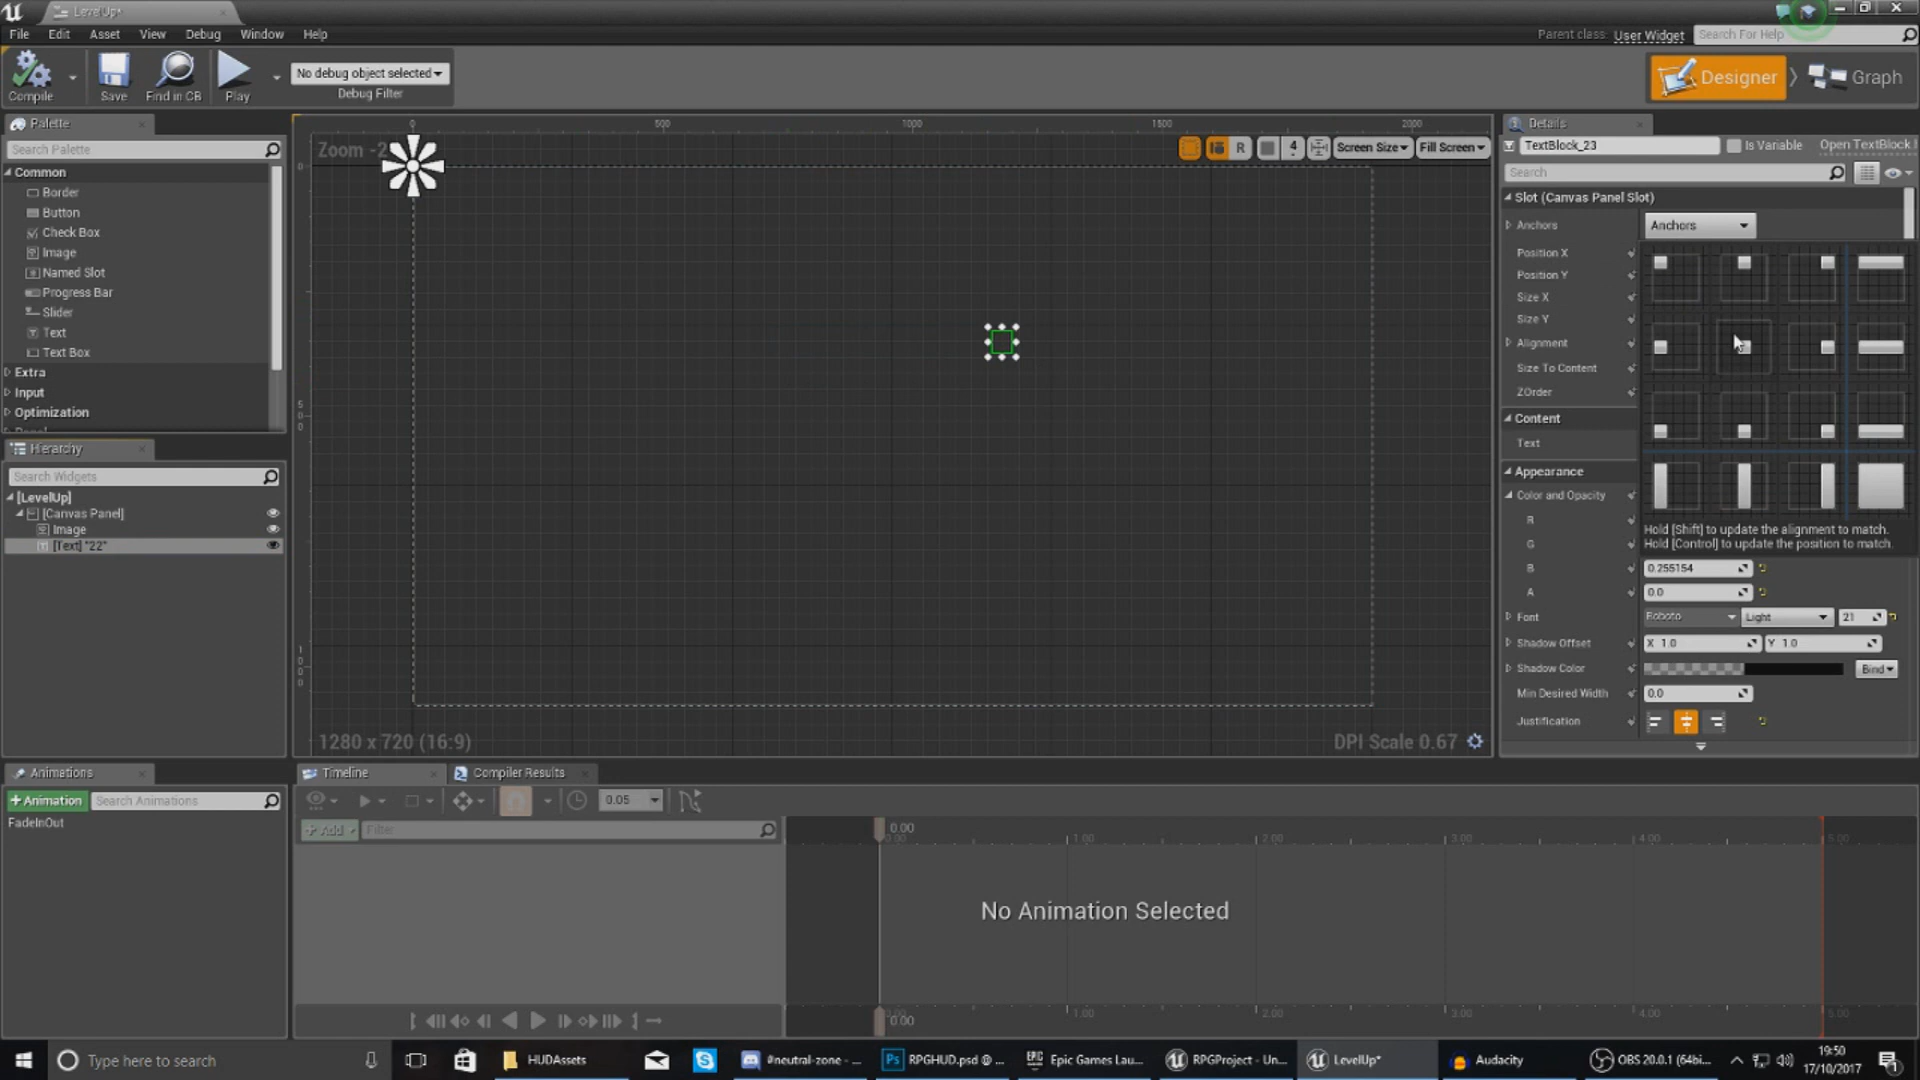 LevelUp*
File Edit Asset View Debug Window Help
Parent class: User Widget Search For Help
Compile Save Find in CB Play
No debug object selected
Debug Filter
Designer Graph
Palette
Search Palette
Common
Border
Button
Check Box
Image
Named Slot
Progress Bar
Slider
Text
Text Box
Extra
Input
Optimization
Hierarchy
Search Widgets
[LevelUp]
[Canvas Panel]
Image
[Text] "22"
Animations
+ Animation Search Animations
FadeInOut
0 500 1000 1500 2000
Zoom -2
R 4 Screen Size Fill Screen
0
5
0
0
1
0
0
0
1280 x 720 (16:9)
DPI Scale 0.67
Details
TextBlock_23 Is Variable Open TextBlock
Search
Slot (Canvas Panel Slot)
Anchors Anchors
Position X
Position Y
Size X
Size Y
Alignment
Size To Content
ZOrder
Content
Text
Appearance
Color and Opacity
R
G
Hold [Shift] to update the alignment to match.
Hold [Control] to update the position to match.
B 0.255154
A 0.0
Font Roboto Light 21
Shadow Offset X 1.0 Y 1.0
Shadow Color Bind
Min Desired Width 0.0
Justification
Timeline Compiler Results
0.05
+ Add Filter
0.00
0.00 1.00 2.00 3.00 4.00 5.00
No Animation Selected
1.00 2.00 3.00 4.00 5.00
0.00
Type here to search
HUDAssets
#neutral-zone - ...
Ps RPGHUD.psd @ ...
Epic Games Lau...
RPGProject - Un...
LevelUp*
Audacity
OBS 20.0.1 (64bi...
19:50
17/10/2017